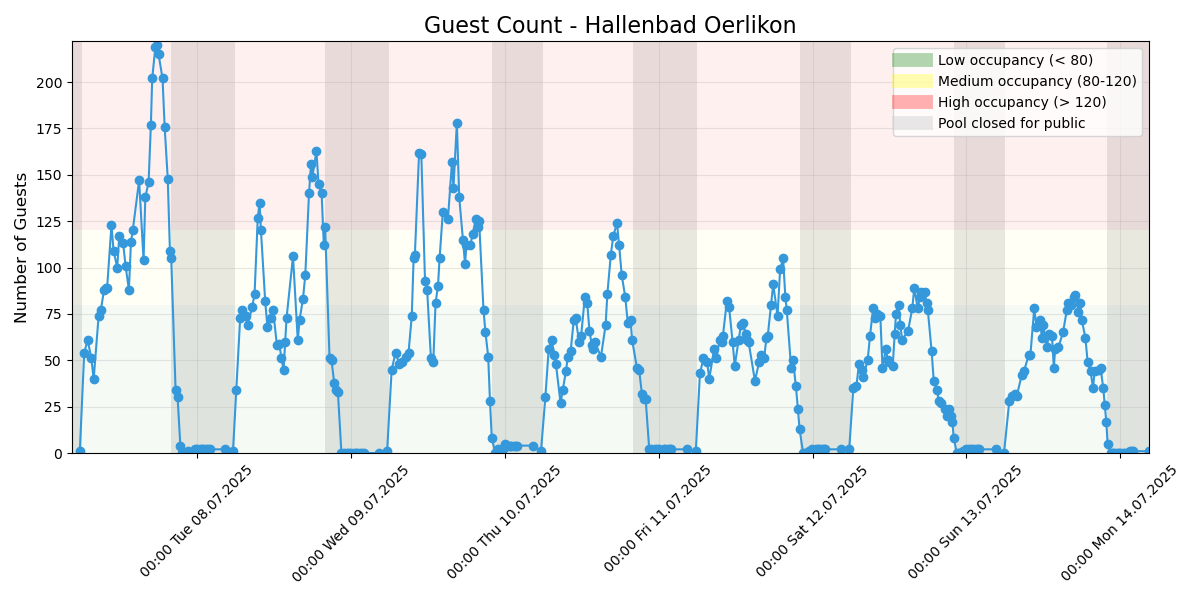 Guest Count - Hallenbad Oerlikon
Low occupancy (< 80)
Medium occupancy (80-120)
High occupancy (> 120)
Pool closed for public
Number of Guests
200
175
150
125
100
75
50
25
0
00:00 Tue 08.07.2025
00:00 Wed 09.07.2025
00:00 Thu 10.07.2025
00:00 Fri 11.07.2025
00:00 Sat 12.07.2025
00:00 Sun 13.07.2025
00:00 Mon 14.07.2025